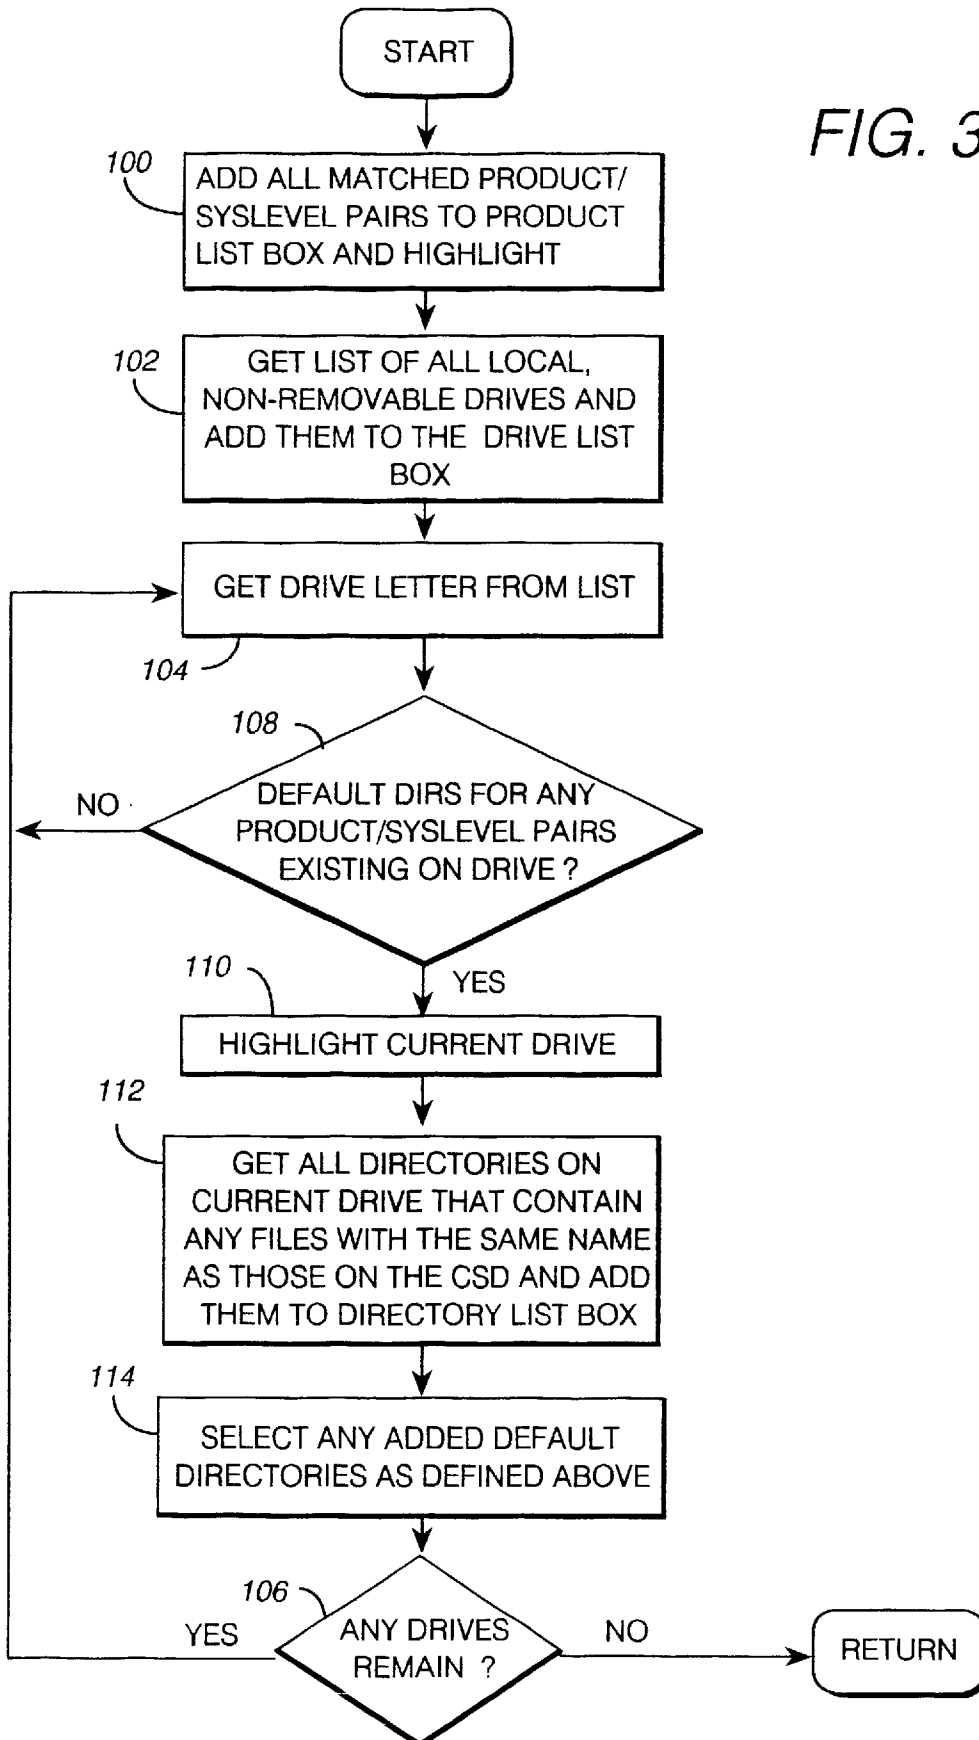 START
FIG. 3
100
ADD ALL MATCHED PRODUCT/
SYSLEVEL PAIRS TO PRODUCT
LIST BOX AND HIGHLIGHT
102
GET LIST OF ALL LOCAL,
NON-REMOVABLE DRIVES AND
ADD THEM TO THE DRIVE LIST
BOX
GET DRIVE LETTER FROM LIST
104
108
NO
DEFAULT DIRS FOR ANY
PRODUCT/SYSLEVEL PAIRS
EXISTING ON DRIVE ?
110
YES
HIGHLIGHT CURRENT DRIVE
112
GET ALL DIRECTORIES ON
CURRENT DRIVE THAT CONTAIN
ANY FILES WITH THE SAME NAME
AS THOSE ON THE CSD AND ADD
THEM TO DIRECTORY LIST BOX
114
SELECT ANY ADDED DEFAULT
DIRECTORIES AS DEFINED ABOVE
106
YES
ANY DRIVES
REMAIN ?
NO
RETURN